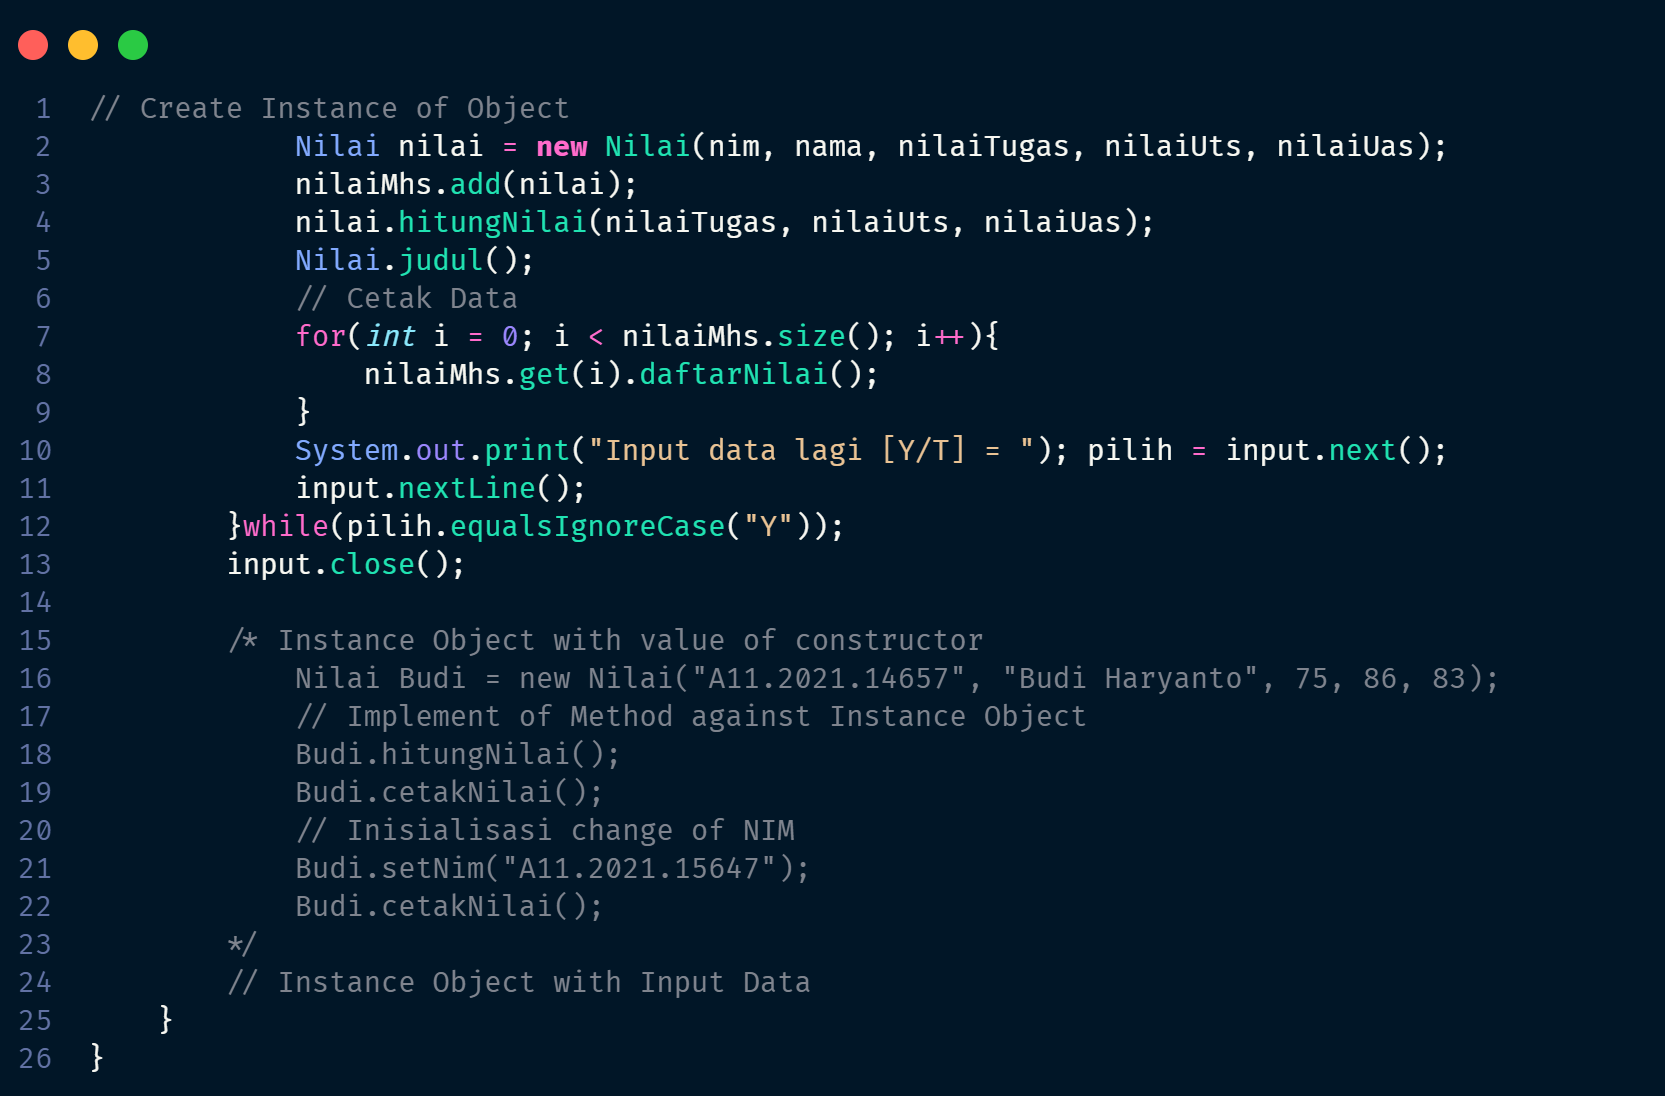 1 // Create Instance of Object
2             Nilai nilai = new Nilai(nim, nama, nilaiTugas, nilaiUts, nilaiUas);
3             nilaiMhs.add(nilai);
4             nilai.hitungNilai(nilaiTugas, nilaiUts, nilaiUas);
5             Nilai.judul();
6             // Cetak Data
7             for(int i = 0; i < nilaiMhs.size(); i++){
8                 nilaiMhs.get(i).daftarNilai();
9             }
10             System.out.print("Input data lagi [Y/T] = "); pilih = input.next();
11             input.nextLine();
12         }while(pilih.equalsIgnoreCase("Y"));
13         input.close();
14
15         /* Instance Object with value of constructor
16             Nilai Budi = new Nilai("A11.2021.14657", "Budi Haryanto", 75, 86, 83);
17             // Implement of Method against Instance Object
18             Budi.hitungNilai();
19             Budi.cetakNilai();
20             // Inisialisasi change of NIM
21             Budi.setNim("A11.2021.15647");
22             Budi.cetakNilai();
23         */
24         // Instance Object with Input Data
25     }
26 }